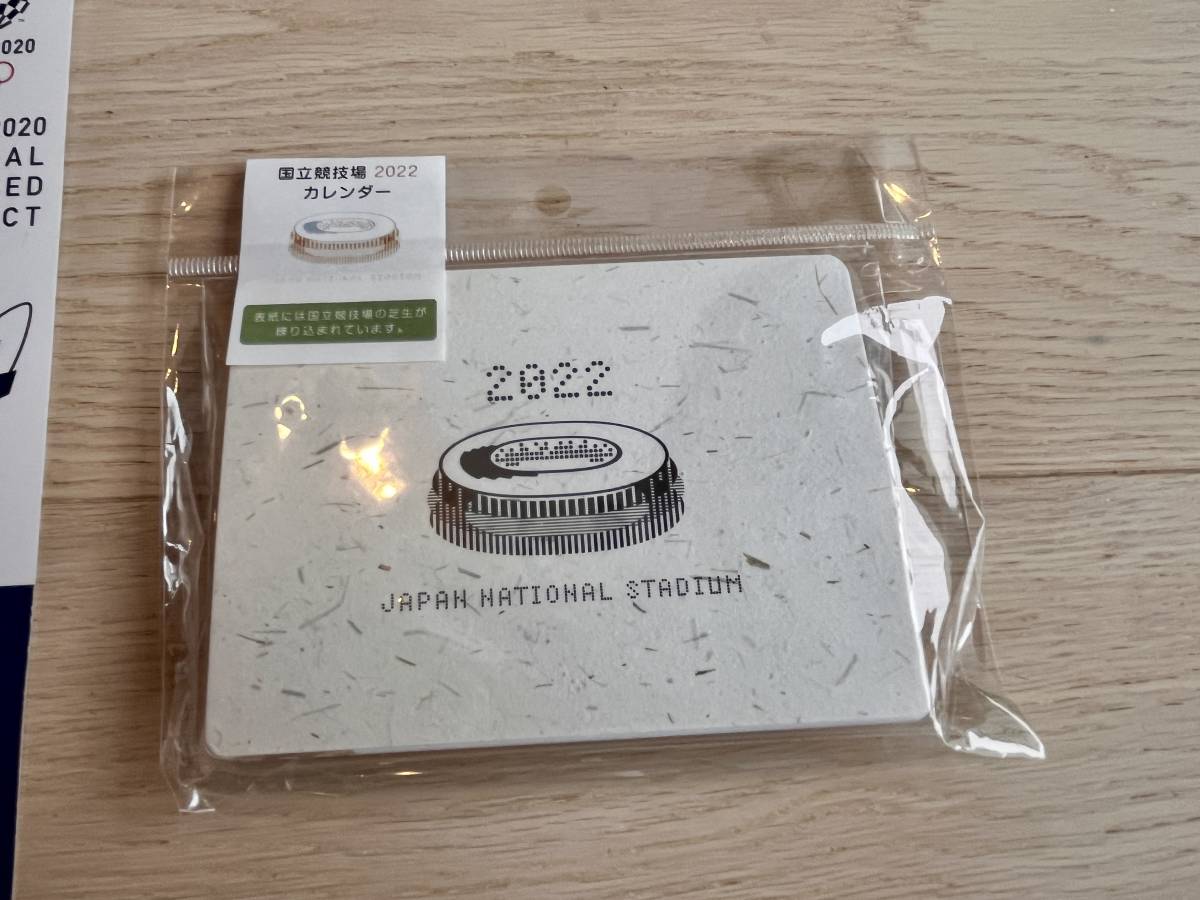 020
2020
AL
ED
CT
国立競技場 2022
カレンダー
表紙には国立競技場の芝生が
練り込まれています。
2022
JAPAN NATIONAL STADIUM